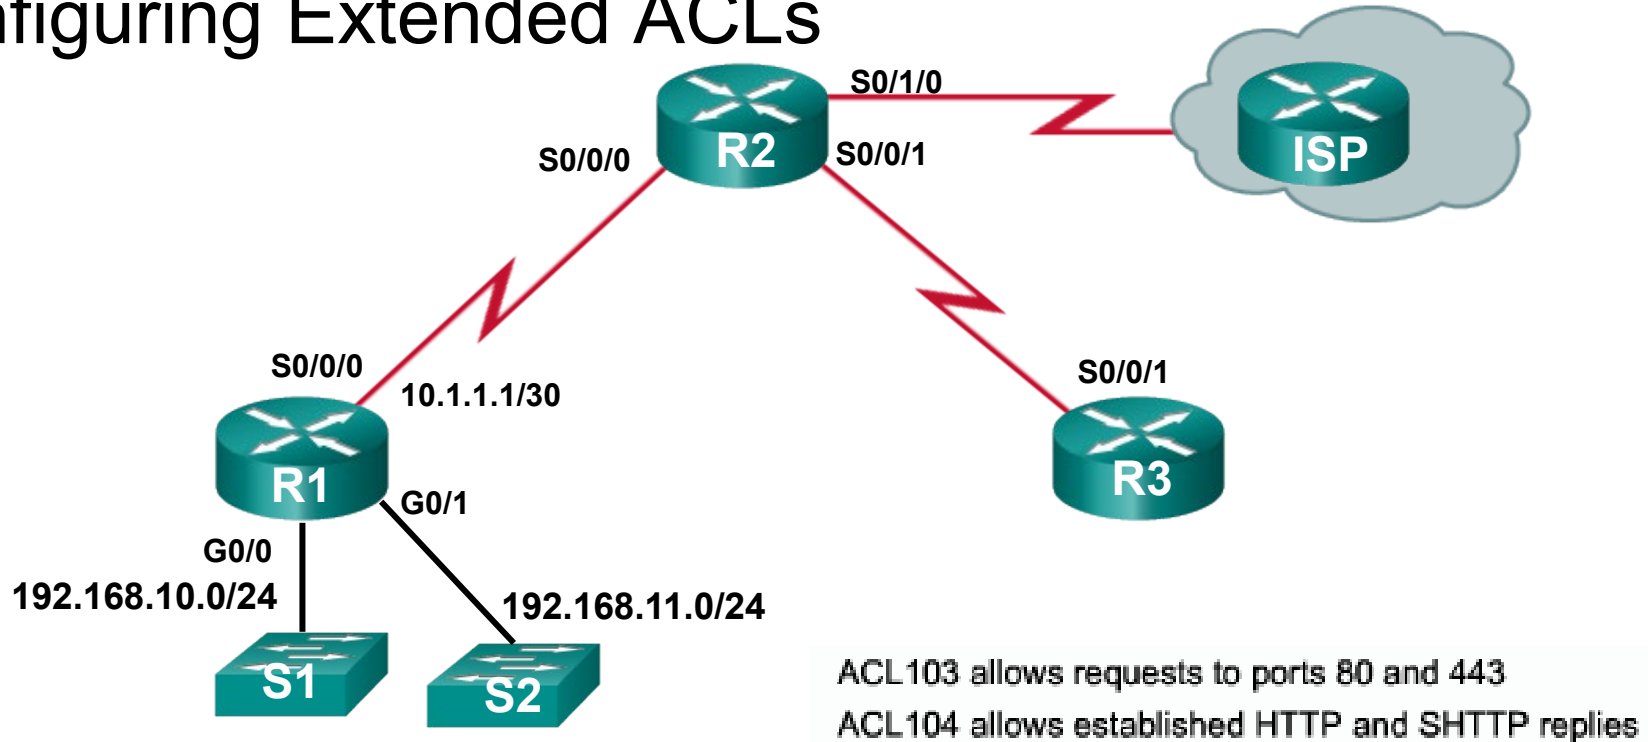 nfiguring Extended ACLs
S0/1/0
R2
ISP
S0/0/0
S0/0/1
S0/0/0
10.1.1.1/30
S0/0/1
R1
R3
G0/1
G0/0
192.168.10.0/24
192.168.11.0/24
S1
S2
ACL103 allows requests to ports 80 and 443
ACL104 allows established HTTP and SHTTP replies